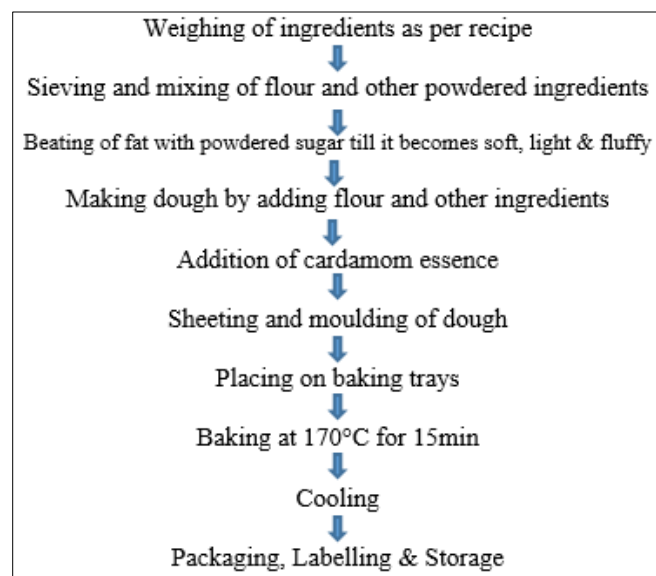 Weighing of ingredients as per recipe
Sieving and mixing of flour and other powdered ingredients
Beating of fat with powdered sugar till it becomes soft, light & fluffy
Making dough by adding flour and other ingredients
Addition of cardamom essence
Sheeting and moulding of dough
Placing on baking trays
Baking at 170°C for 15min
Cooling
Packaging, Labelling & Storage